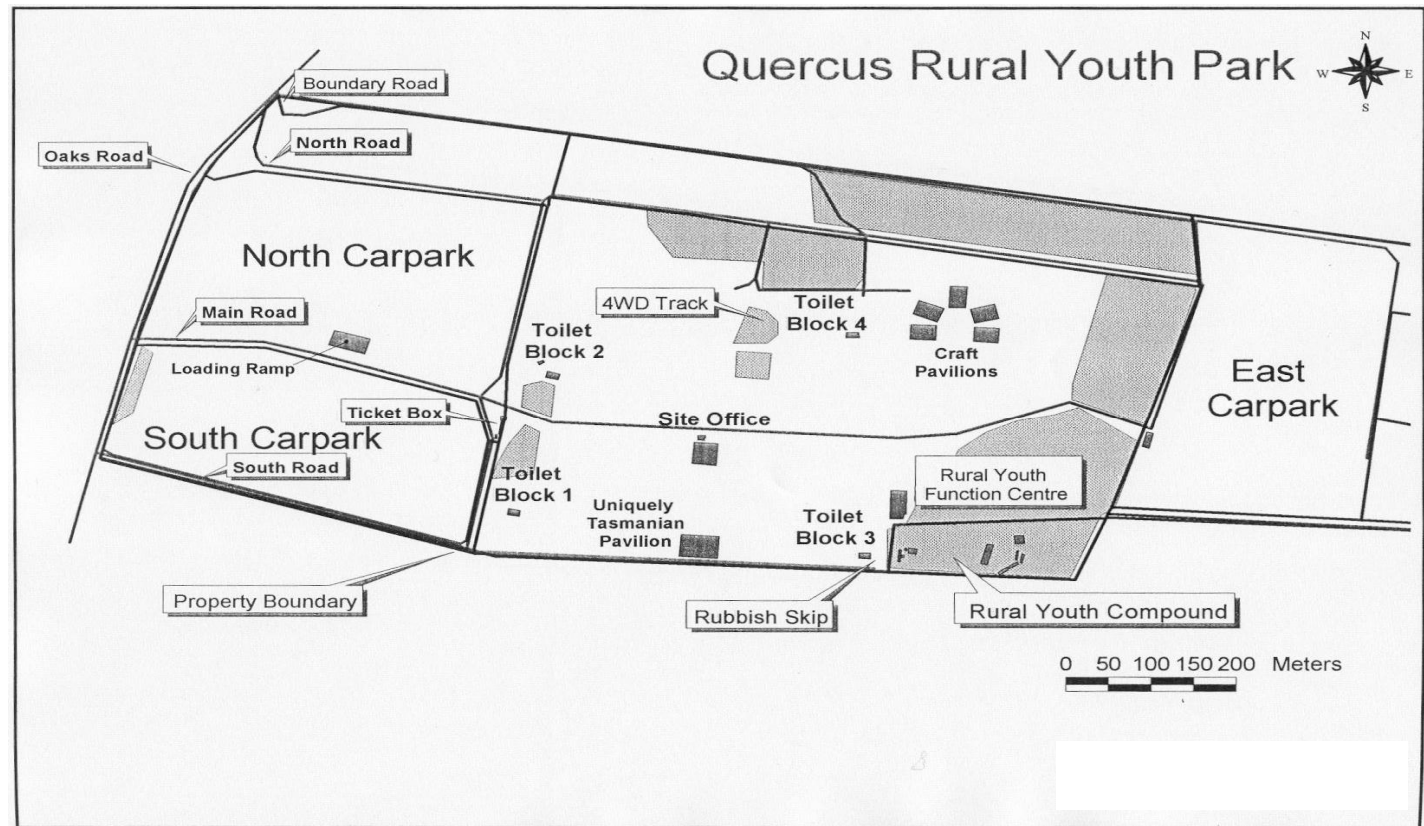 Quercus Rural Youth Park
N
W
E
S
Boundary Road
North Road
Oaks Road
North Carpark
4WD Track
Toilet
Block 4
Main Road
Loading Ramp
Toilet
Block 2
Craft
Pavilions
East
Carpark
Ticket Box
Site Office
South Carpark
South Road
Toilet
Block 1
Rural Youth
Function Centre
Uniquely
Tasmanian
Pavilion
Toilet
Block 3
Property Boundary
Rubbish Skip
Rural Youth Compound
0 50 100 150 200 Meters